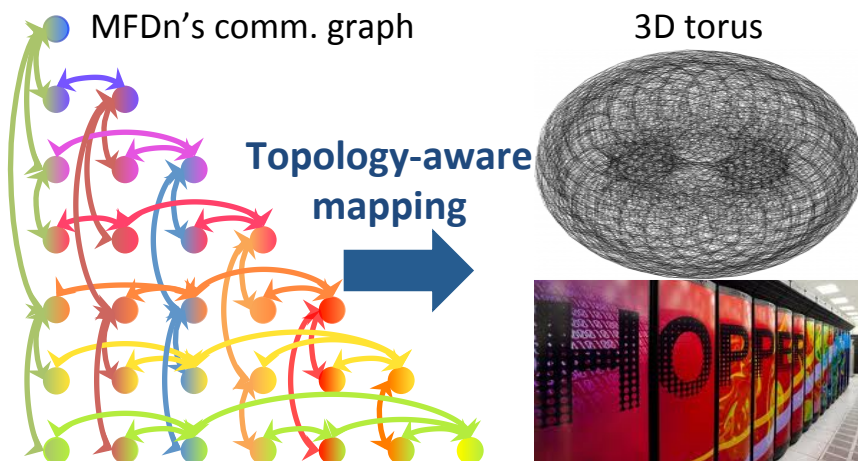 MFDn's comm. graph
3D torus
Topology-aware
mapping
HOPPER